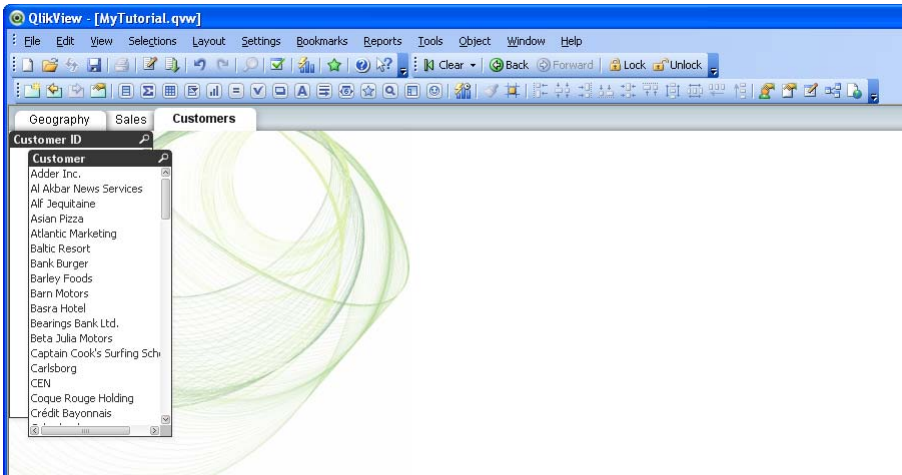 QlikView - [MyTutorial.qvw]
File Edit View Selections Layout Settings Bookmarks Reports Tools Object Window Help
Clear Back Forward Lock Unlock
Geography Sales Customers
Customer ID
Customer
Adder Inc.
Al Akbar News Services
Alf Jequitaine
Asian Pizza
Atlantic Marketing
Baltic Resort
Bank Burger
Barley Foods
Barn Motors
Basra Hotel
Bearings Bank Ltd.
Beta Julia Motors
Captain Cook's Surfing Sch
Carlsborg
CEN
Coque Rouge Holding
Crédit Bayonnais